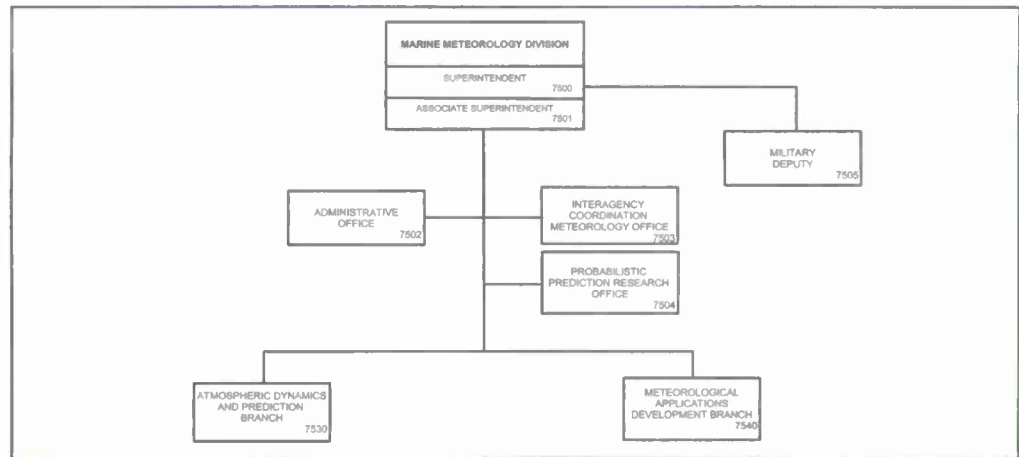 MARINE METEOROLOGY DIVISION
SUPERINTENDENT
7500
ASSOCIATE SUPERINTENDENT
7501
MILITARY
DEPUTY
7505
ADMINISTRATIVE
OFFICE
7502
INTERAGENCY
COORDINATION
METEOROLOGY OFFICE
7503
PROBABILISTIC
PREDICTION RESEARCH
OFFICE
7504
ATMOSPHERIC DYNAMICS
AND PREDICTION
BRANCH
7530
METEOROLOGICAL
APPLICATIONS
DEVELOPMENT BRANCH
7540